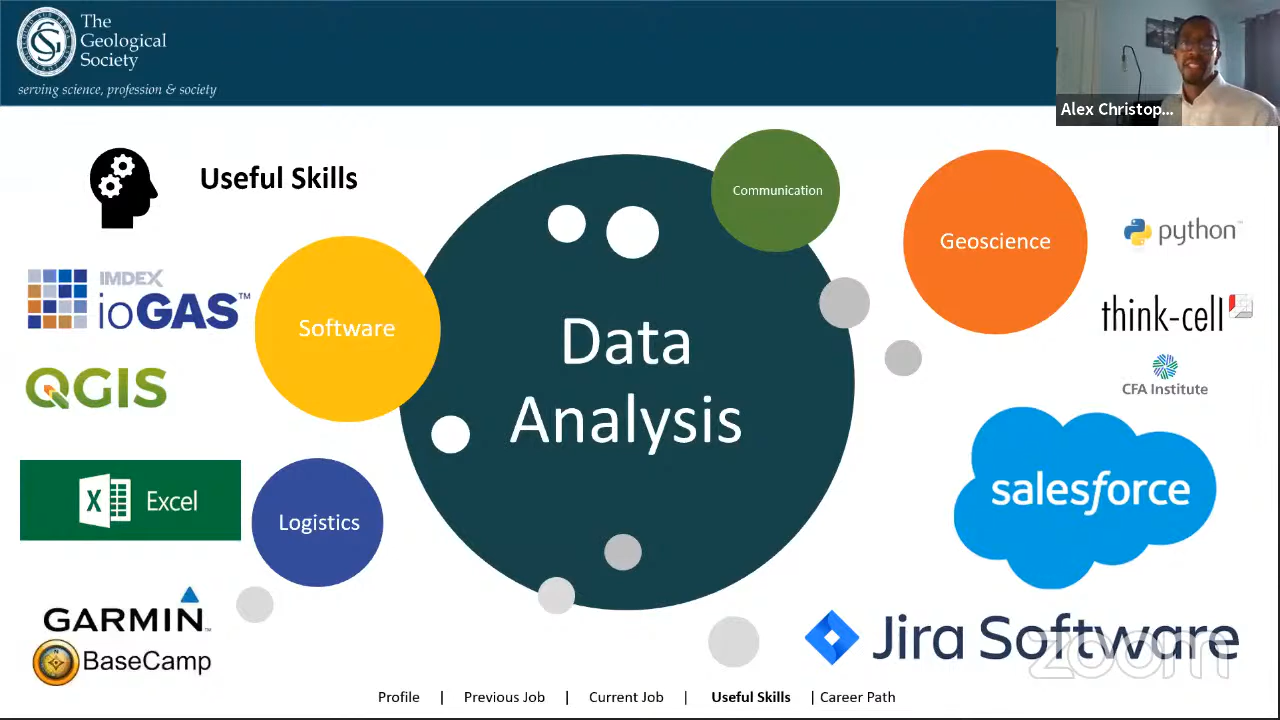 The
Geological
Society
serving science, profession & society
Alex Christop...
Useful Skills
Communication
Geoscience
python™
IMDEX
ioGAS™
Software
think-cell
CFA Institute
QGIS
Data
Analysis
Excel
Logistics
salesforce
GARMIN™
BaseCamp
Jira Software
zoom
Profile | Previous Job | Current Job | Useful Skills | Career Path